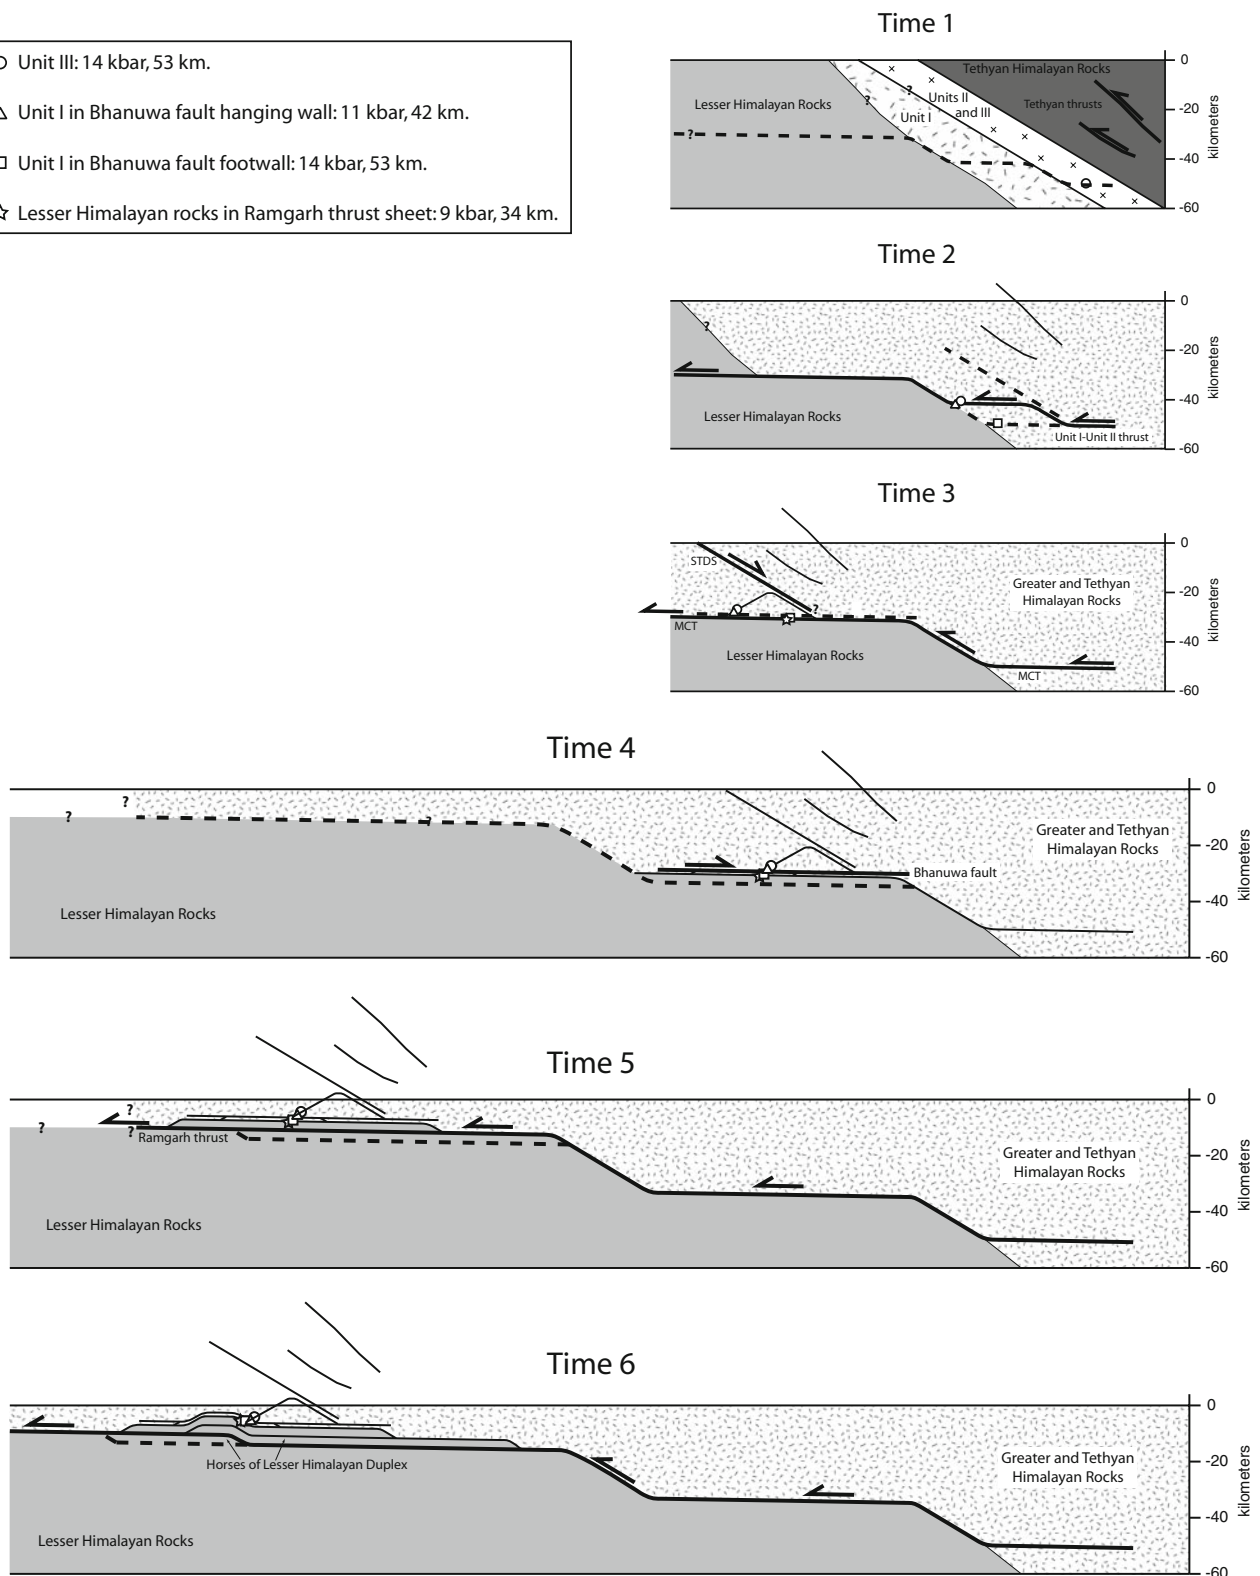 Unit III: 14 kbar, 53 km.
Unit I in Bhanuwa fault hanging wall: 11 kbar, 42 km.
Unit I in Bhanuwa fault footwall: 14 kbar, 53 km.
Lesser Himalayan rocks in Ramgarh thrust sheet: 9 kbar, 34 km.
Time 1
Tethyan Himalayan Rocks
Lesser Himalayan Rocks
?
?
Unit I
Units II
and III
Tethyan thrusts
?
0
-20
-40
-60
kilometers
Time 2
?
Lesser Himalayan Rocks
Unit I-Unit II thrust
0
-20
-40
-60
kilometers
Time 3
STDS
?
MCT
Lesser Himalayan Rocks
Greater and Tethyan
Himalayan Rocks
MCT
0
-20
-40
-60
kilometers
Time 4
?
?
?
Lesser Himalayan Rocks
Greater and Tethyan
Himalayan Rocks
Bhanuwa fault
0
-20
-40
-60
kilometers
Time 5
?
?
?
Ramgarh thrust
Lesser Himalayan Rocks
Greater and Tethyan
Himalayan Rocks
0
-20
-40
-60
kilometers
Time 6
Horses of Lesser Himalayan Duplex
Lesser Himalayan Rocks
Greater and Tethyan
Himalayan Rocks
0
-20
-40
-60
kilometers